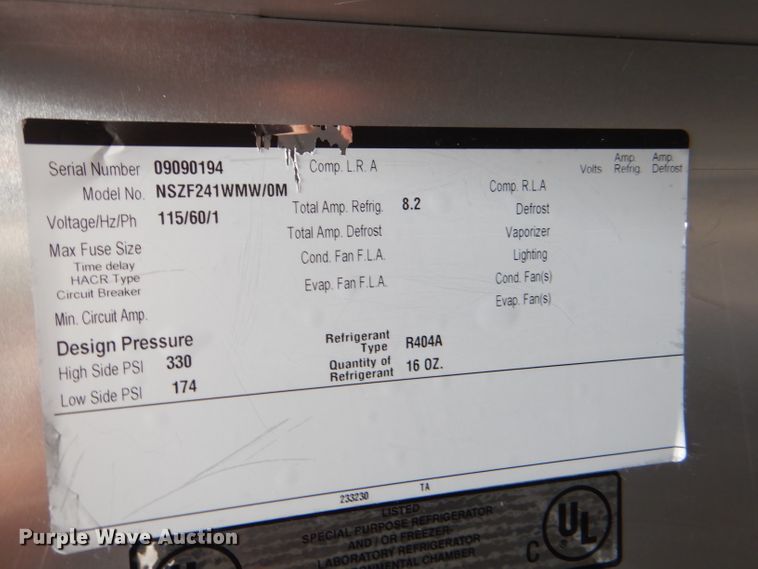 Serial Number 09090194 Comp. L.R. A
Volts Amp. Refrig. Amp. Defrost
Model No. NSZF241WMW/0M
Comp. R.L.A
Voltage/Hz/Ph 115/60/1 Total Amp. Refrig. 8.2 Defrost
Max Fuse Size Total Amp. Defrost Vaporizer
Time delay
HACR Type
Circuit Breaker
Cond. Fan F.L.A. Lighting
Evap. Fan F.L.A. Cond. Fan(s)
Min. Circuit Amp. Evap. Fan(s)
Design Pressure
High Side PSI 330
Low Side PSI 174
Refrigerant
Type R404A
Quantity of
Refrigerant 16 OZ.
233230 TA
LISTED
SPECIAL PURPOSE REFRIGERATOR
AND / OR FREEZER
LABORATORY REFRIGERATOR
CHAMBER
C UL
Purple Wave Auction